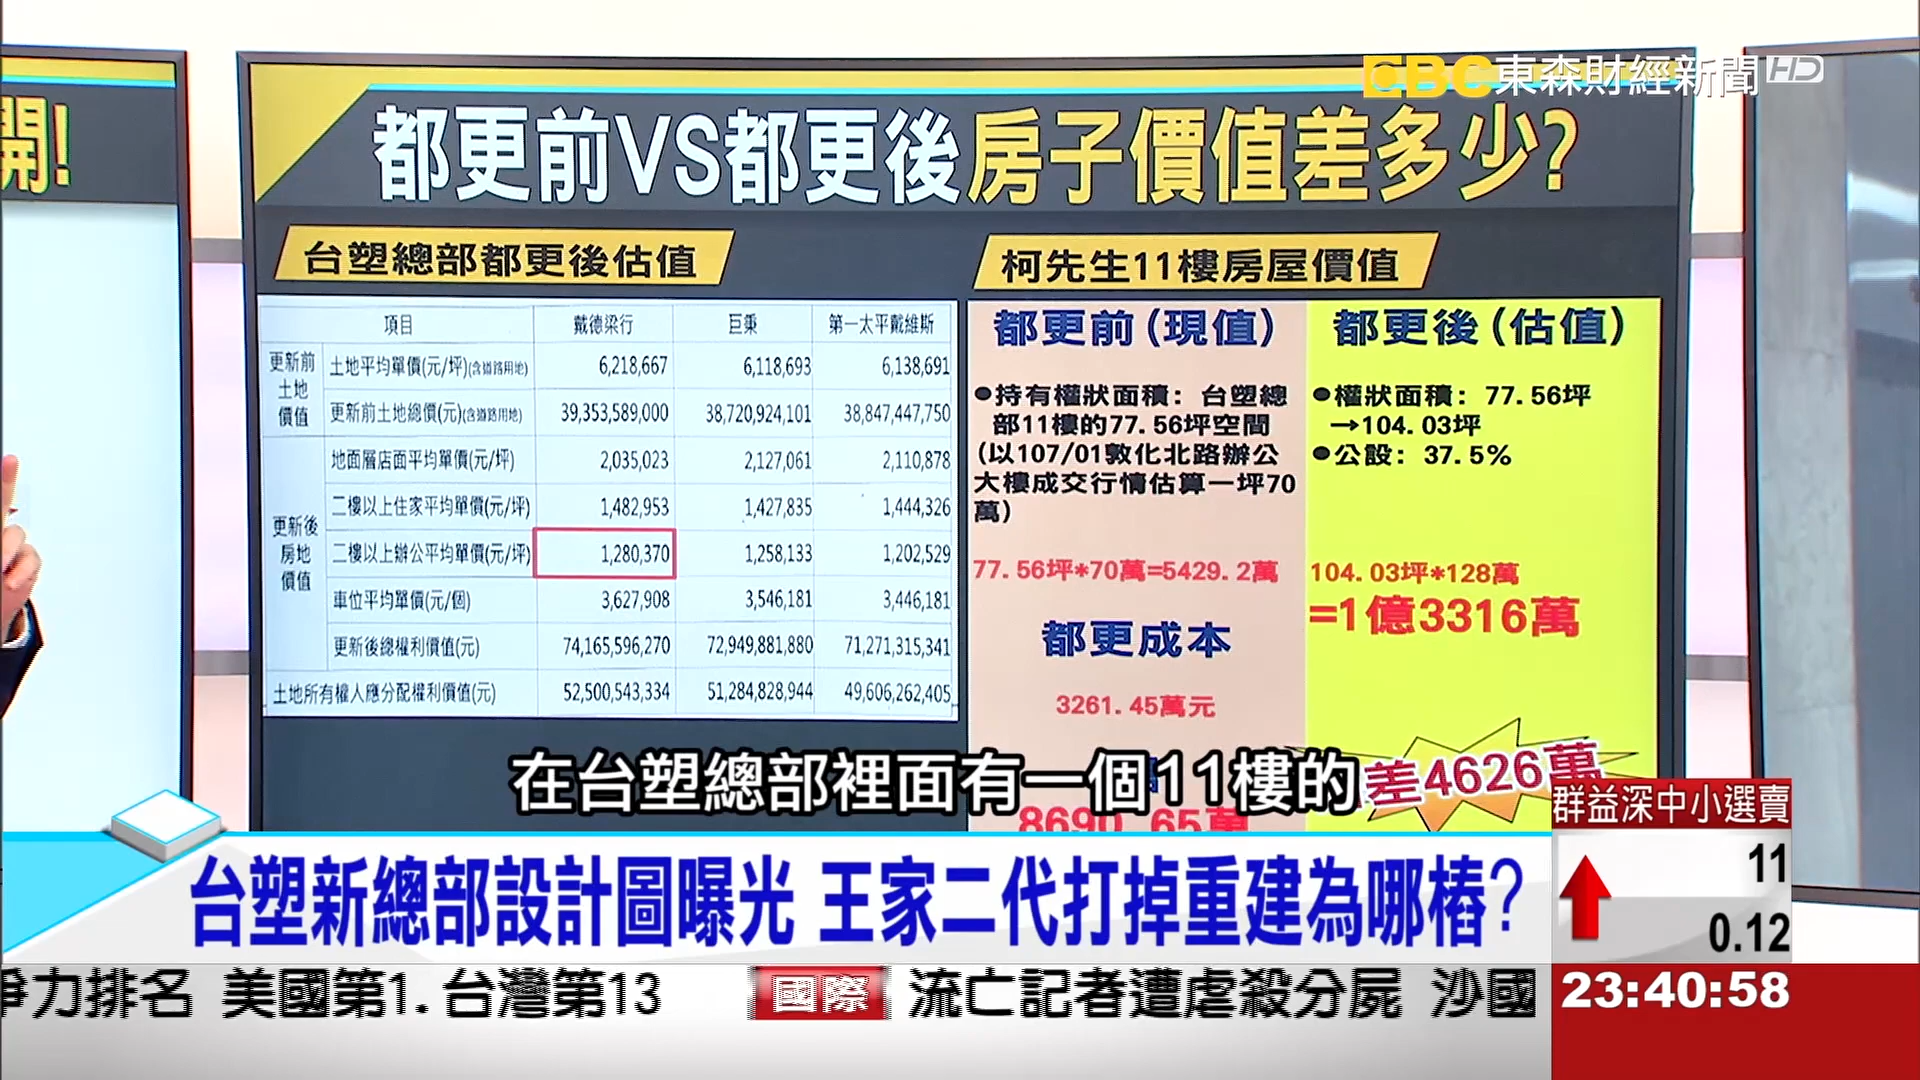 開!
EBC東森財經新聞HD
都更前VS都更後房子價值差多少?
台塑總部都更後估值
項目 戴德梁行 巨秉 第一太平戴維斯
更新前土地價值
土地平均單價(元/坪)(含道路用地) 6,218,667 6,118,693 6,138,691
更新前土地總價(元)(含道路用地) 39,353,589,000 38,720,924,101 38,847,447,750
更新後房地價值
地面層店面平均單價(元/坪) 2,035,023 2,127,061 2,110,878
二樓以上住家平均單價(元/坪) 1,482,953 1,427,835 1,444,326
二樓以上辦公平均單價(元/坪) 1,280,370 1,258,133 1,202,529
車位平均單價(元/個) 3,627,908 3,546,181 3,446,181
更新後總權利價值(元) 74,165,596,270 72,949,881,880 71,271,315,341
土地所有權人應分配權利價值(元) 52,500,543,334 51,284,828,944 49,606,262,405
柯先生11樓房屋價值
都更前(現值)
●持有權狀面積：台塑總
部11樓的77.56坪空間
(以107/01敦化北路辦公
大樓成交行情估算一坪70
萬)
77.56坪*70萬=5429.2萬
都更成本
3261.45萬元
8690.65萬
都更後(估值)
●權狀面積：77.56坪
→104.03坪
●公設：37.5%
104.03坪*128萬
=1億3316萬
差4626萬
在台塑總部裡面有一個11樓的
台塑新總部設計圖曝光 王家二代打掉重建為哪樁?
群益深中小選賣
11
0.12
爭力排名 美國第1.台灣第13 國際 流亡記者遭虐殺分屍 沙國
23:40:58